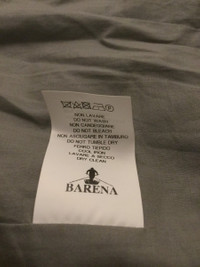 NON LAVARE
DO NOT WASH
NON CANDEGGIARE
DO NOT BLEACH
NON ASCIUGARE IN TAMBURO
DO NOT TUMBLE DRY
FERRO TIEPIDO
COOL IRON
LAVARE A SECCO
DRY CLEAN
BARENA